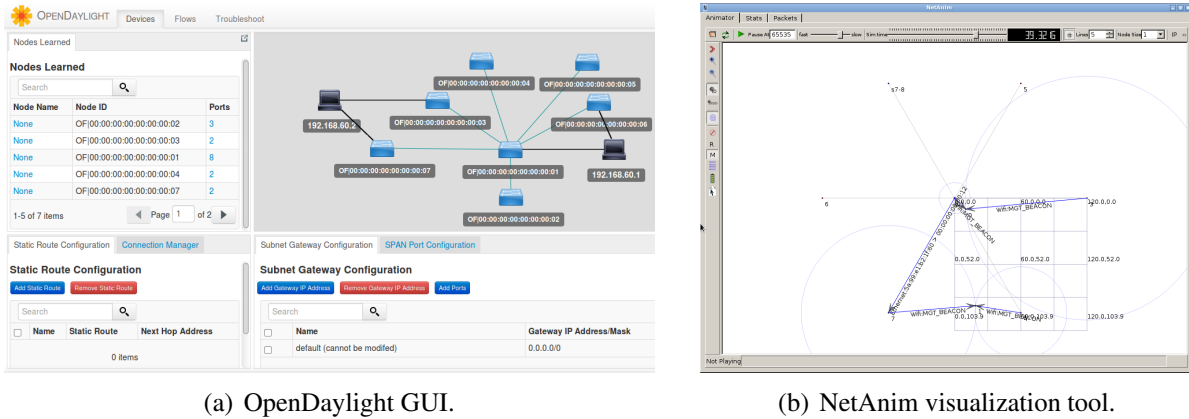 OPENDAYLIGHT Devices Flows Troubleshoot
Nodes Learned
Nodes Learned
Search
Node Name Node ID Ports
None OF|00:00:00:00:00:00:00:02 3
None OF|00:00:00:00:00:00:00:03 2
None OF|00:00:00:00:00:00:00:01 8
None OF|00:00:00:00:00:00:00:04 2
None OF|00:00:00:00:00:00:00:07 2
1-5 of 7 items Page 1 of 2
OF|00:00:00:00:00:00:00:04
OF|00:00:00:00:00:00:00:05
192.168.60.2
OF|00:00:00:00:00:00:00:03
OF|00:00:00:00:00:00:00:06
OF|00:00:00:00:00:00:00:07
OF|00:00:00:00:00:00:00:01
192.168.60.1
OF|00:00:00:00:00:00:00:02
Static Route Configuration Connection Manager
Static Route Configuration
Add Static Route Remove Static Route
Search
Name Static Route Next Hop Address
0 items
Subnet Gateway Configuration SPAN Port Configuration
Subnet Gateway Configuration
Add Gateway IP Address Remove Gateway IP Address Add Ports
Search
Name Gateway IP Address/Mask
default (cannot be modifed) 0.0.0.0/0
(a) OpenDaylight GUI.
NetAnim
Animator Stats Packets
Pause At 65535 fast slow Sim time 39.326 Lines 5 Node Size 1 IP
R
M
s7-8
5
6
60.0,0.0
120.0,0.0
wifi:MGT_BEACON
wifi:MGT_BEACON
0.0,52.0
60.0,52.0
120.0,52.0
7
wifi:MGT_BEACON
0.0,103.9
120.0,103.9
Not Playing
(b) NetAnim visualization tool.